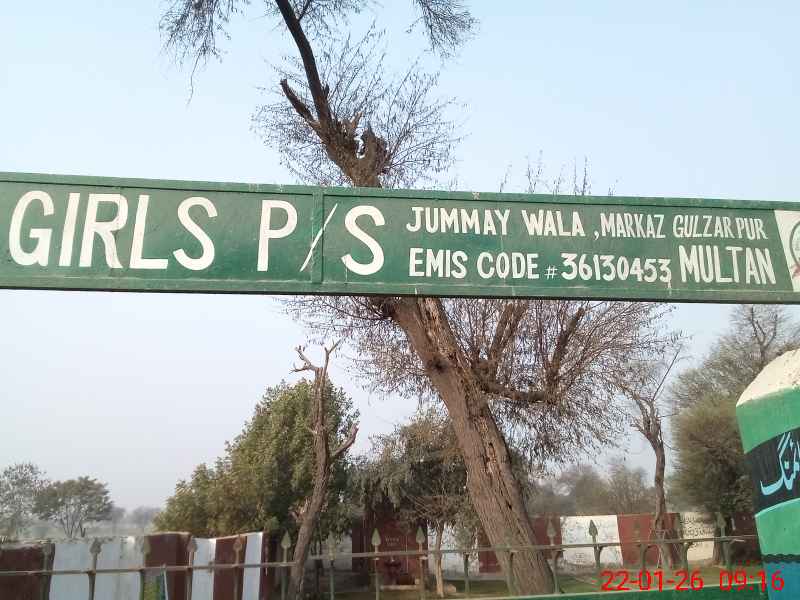 GIRLS P/S
JUMMAY WALA , MARKAZ GULZAR PUR
EMIS CODE # 36130453 MULTAN
22-01-26 09:16